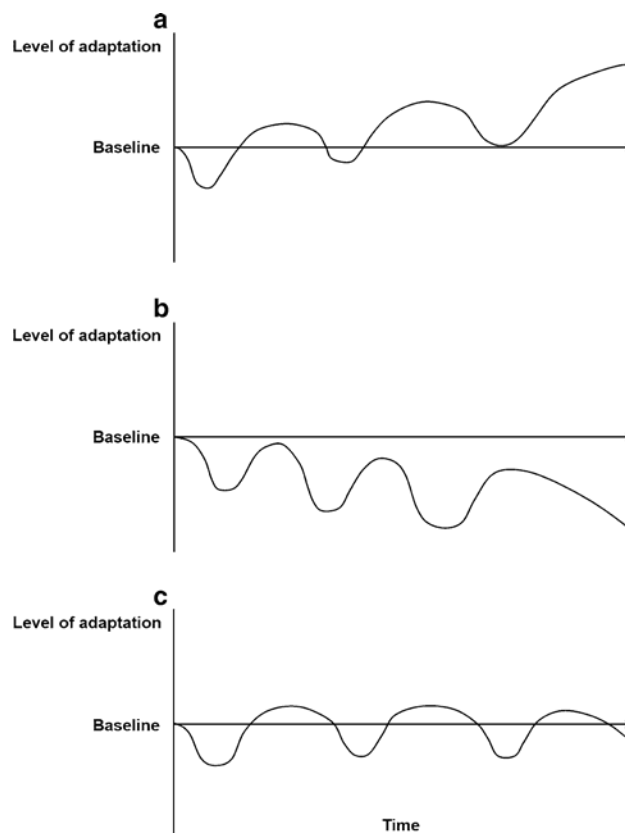 a
Level of adaptation
Baseline
b
Level of adaptation
Baseline
c
Level of adaptation
Baseline
Time